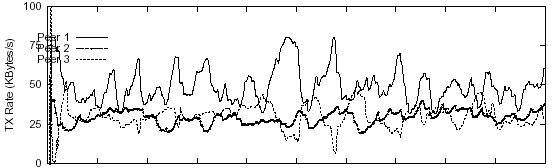 100
75
50
25
0
TX Rate (KBytes/s)
Peer 1
Peer 2
Peer 3